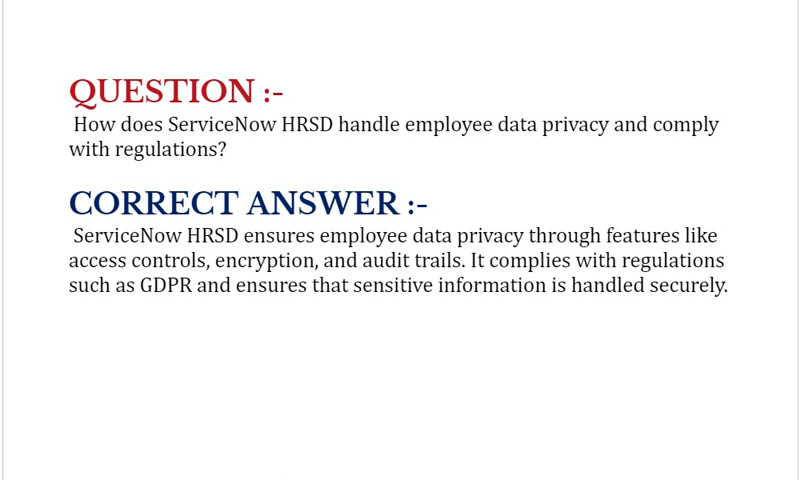 QUESTION :-
How does ServiceNow HRSD handle employee data privacy and comply
with regulations?
CORRECT ANSWER :-
ServiceNow HRSD ensures employee data privacy through features like
access controls, encryption, and audit trails. It complies with regulations
such as GDPR and ensures that sensitive information is handled securely.